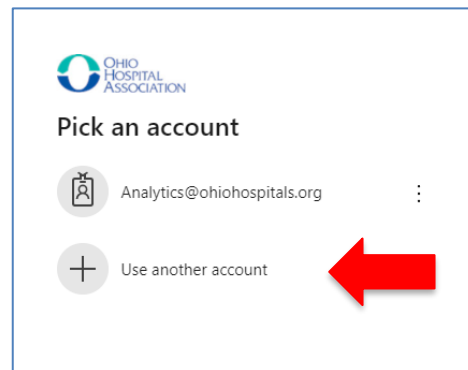 OHIO
HOSPITAL
ASSOCIATION
Pick an account
Analytics@ohiohospitals.org
Use another account